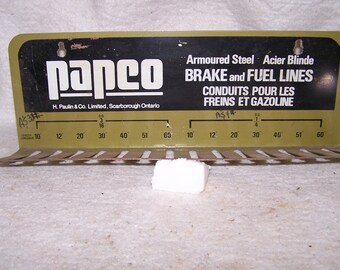 papco
H. Paulin & Co. Limited, Scarborough Ontario
Armoured Steel Acier Blinde
BRAKE and FUEL LINES
CONDUITS POUR LES
FREINS ET GAZOLINE
10 12 20 30 40 51 60 10 12 20 30 40 51 60